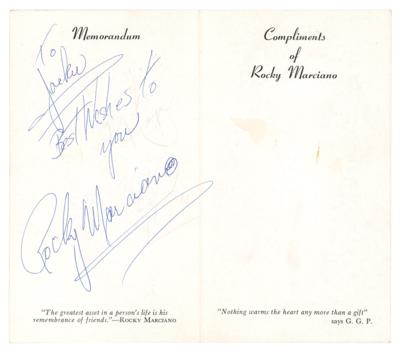 Memorandum
To
Jackie
Best Wishes to
you
Rocky Marciano
"The greatest asset in a person's life is his
remembrance of friends."—ROCKY MARCIANO
Compliments
of
Rocky Marciano
"Nothing warms the heart any more than a gift"
says G. G. P.